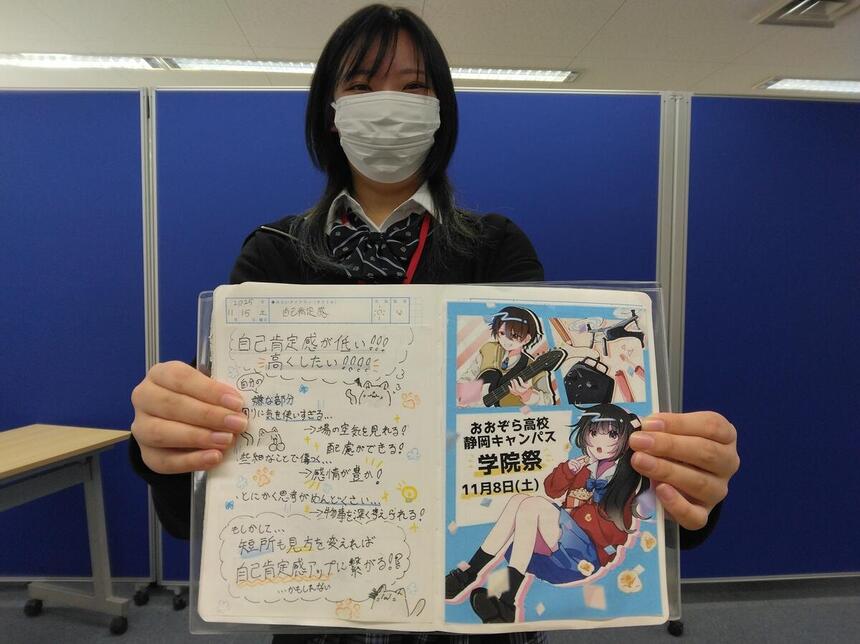 2025 年
11 月 15 日 土
自己肯定感
自己肯定感が低い!!!
高くしたい!!!!
自分の
嫌な部分
周りに気を使いすぎる...
→場の空気を見れる!
配慮ができる!
些細なことで傷つく...
→感情が豊か!
とにかく思考がめんどくさい...
→物事を深く考えられる!
もしかして...
短所も見方を変えれば
自己肯定感アップに繋がる!?
...かもしれない
おおぞら高校
静岡キャンパス
学院祭
11月8日(土)